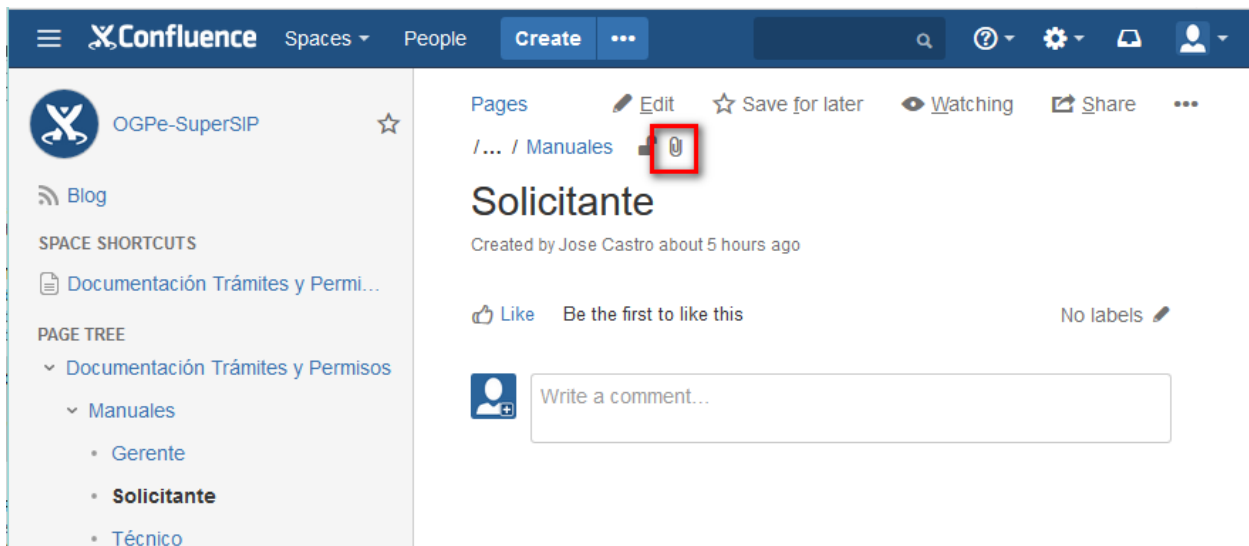 Confluence Spaces People Create •••
OGPe-SuperSIP
Blog
SPACE SHORTCUTS
Documentación Trámites y Permi...
PAGE TREE
Documentación Trámites y Permisos
Manuales
Gerente
Solicitante
Técnico
Pages Edit Save for later Watching Share •••
/... / Manuales
Solicitante
Created by Jose Castro about 5 hours ago
Like Be the first to like this No labels
Write a comment...